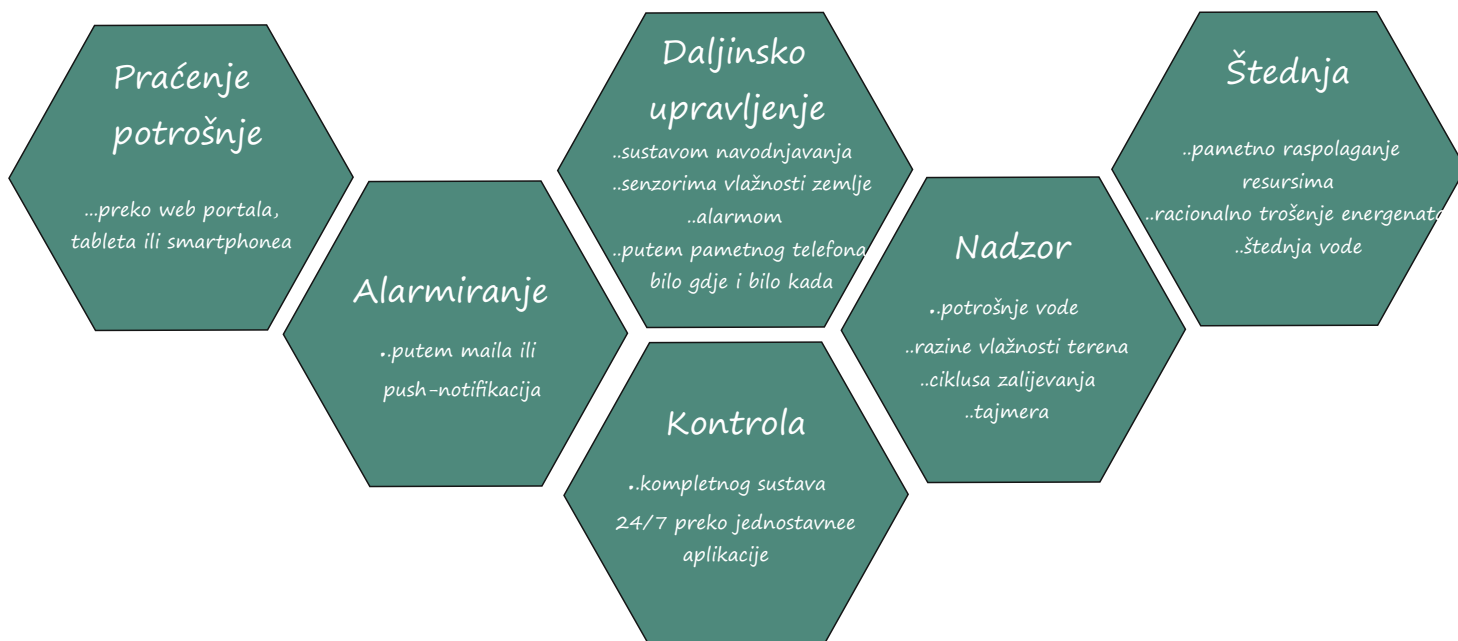 Praćenje
potrošnje
...preko web portala,
tableta ili smartphonea
Alarmiranje
..putem maila ili
push-notifikacija
Daljinsko
upravljenje
..sustavom navodnjavanja
..senzorima vlažnosti zemlje
..alarmom
..putem pametnog telefona
bilo gdje i bilo kada
Kontrola
..kompletnog sustava
24/7 preko jednostavnee
aplikacije
Nadzor
..potrošnje vode
..razine vlažnosti terena
..ciklusa zalijevanja
..tajmera
Štednja
..pametno raspolaganje
resursima
..racionalno trošenje energenata
..štednja vode